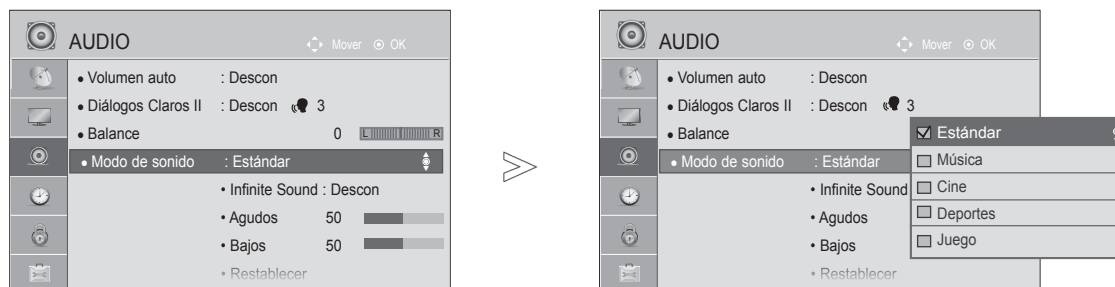 AUDIO Mover OK
• Volumen auto : Descon
• Diálogos Claros II : Descon 3
• Balance 0 L R
• Modo de sonido : Estándar
• Infinite Sound : Descon
• Agudos 50
• Bajos 50
• Restablecer
AUDIO Mover OK
• Volumen auto : Descon
• Diálogos Claros II : Descon 3
• Balance
• Modo de sonido : Estándar
• Infinite Sound
• Agudos
• Bajos
• Restablecer
Estándar
Música
Cine
Deportes
Juego